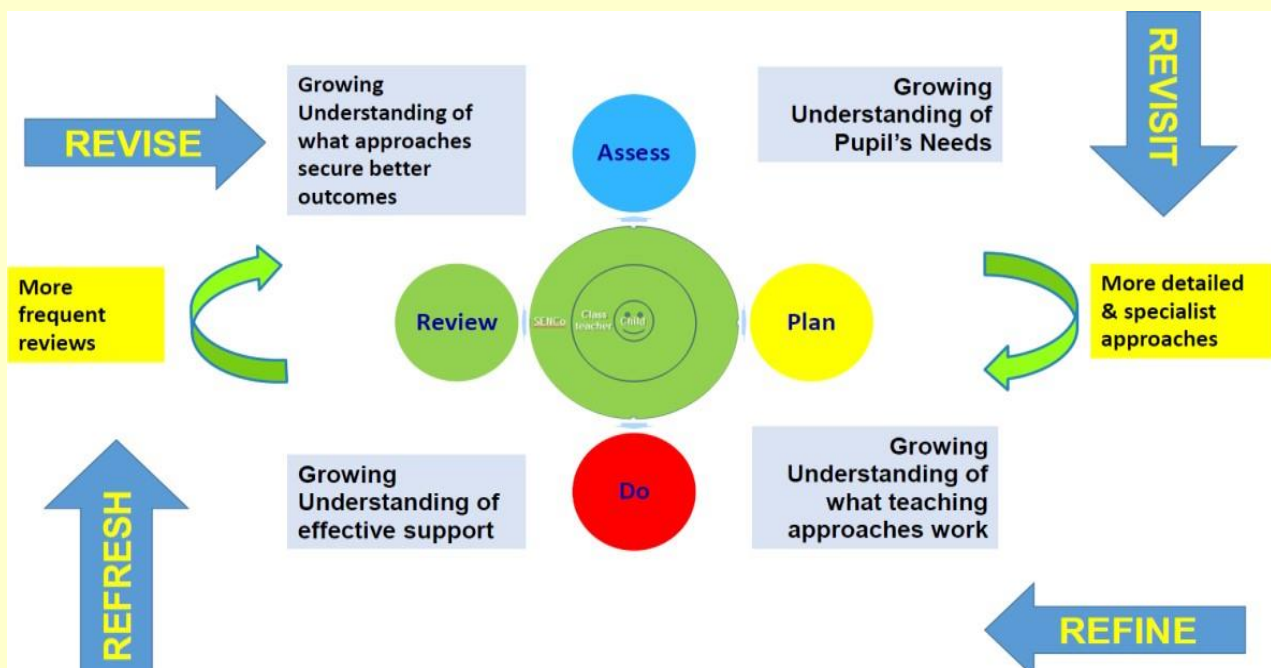 REVISE
Growing
Understanding of
what approaches
secure better
outcomes
Assess
Growing
Understanding of
Pupil's Needs
REVISIT
More
frequent
reviews
Review
SENCo
Class
teacher
Child
Plan
More detailed
& specialist
approaches
REFRESH
Growing
Understanding of
effective support
Do
Growing
Understanding of
what teaching
approaches work
REFINE